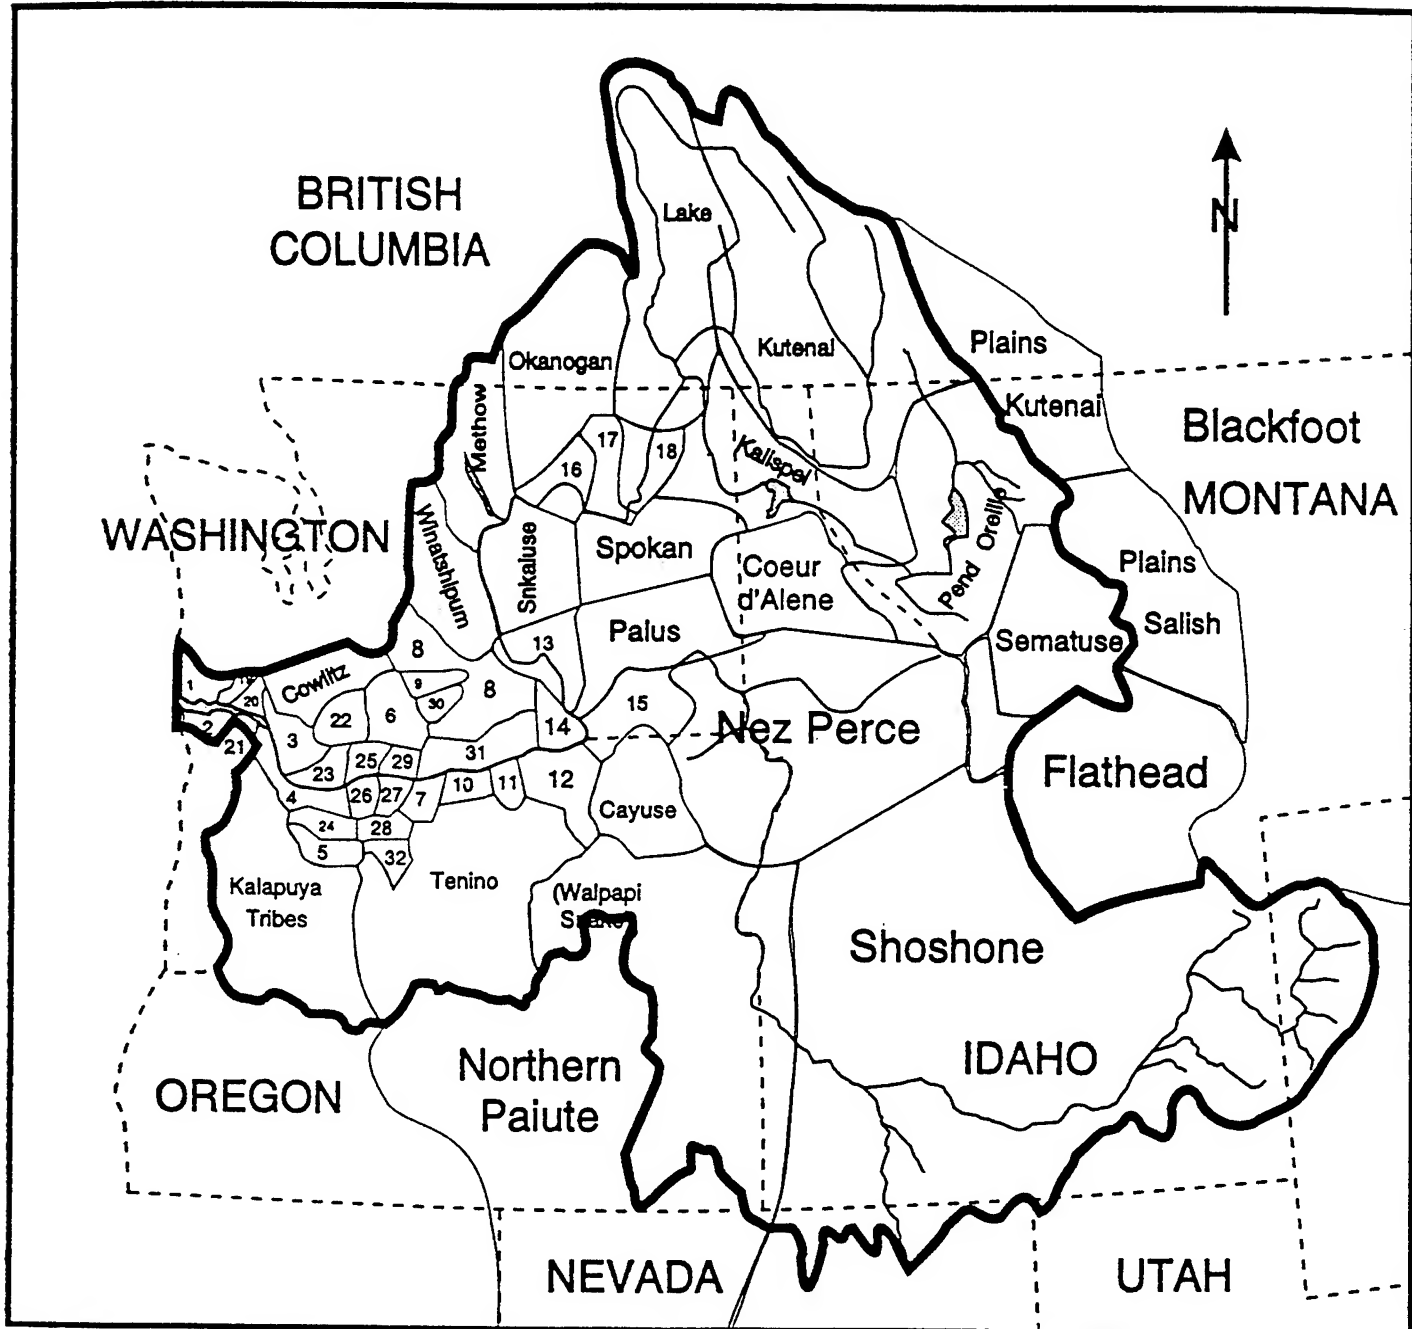 BRITISH
COLUMBIA
N
Lake
Kutenai
Plains
Kutenai
Okanogan
Methow
Blackfoot
MONTANA
17
18
16
Kalispel
WASHINGTON
Winatshipum
Snkaluse
Spokan
Coeur
d'Alene
Pend Oreille
Plains
Salish
Sematuse
Palus
13
8
Cowlitz
1
20
9
8
30
22
6
15
14
2
21
3
Nez Perce
31
25
29
23
12
Flathead
10
11
4
26
27
7
Cayuse
24
28
5
32
Kalapuya
Tribes
Tenino
(Walpapi
Snake
Shoshone
Northern
Paiute
IDAHO
OREGON
NEVADA
UTAH